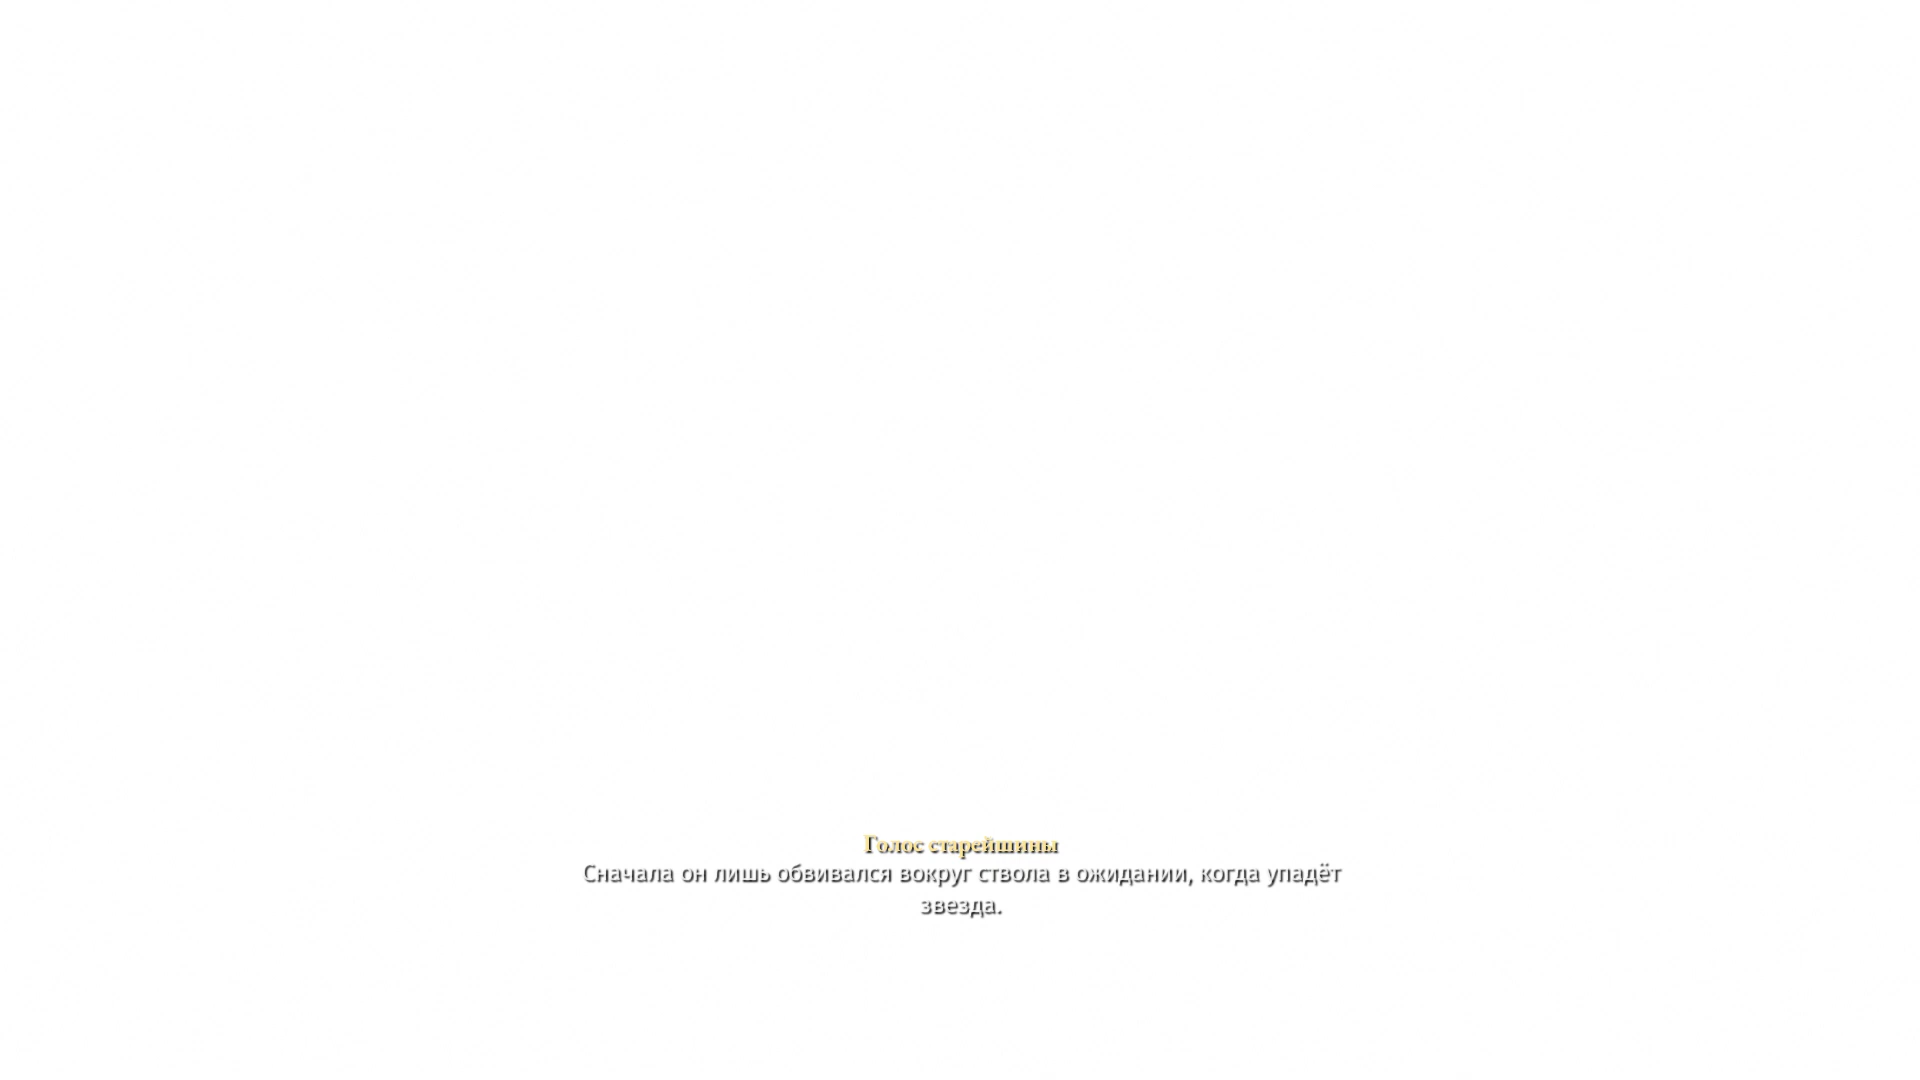 Голос старейшины
Сначала он лишь обвивался вокруг ствола в ожидании, когда упадёт
звезда.